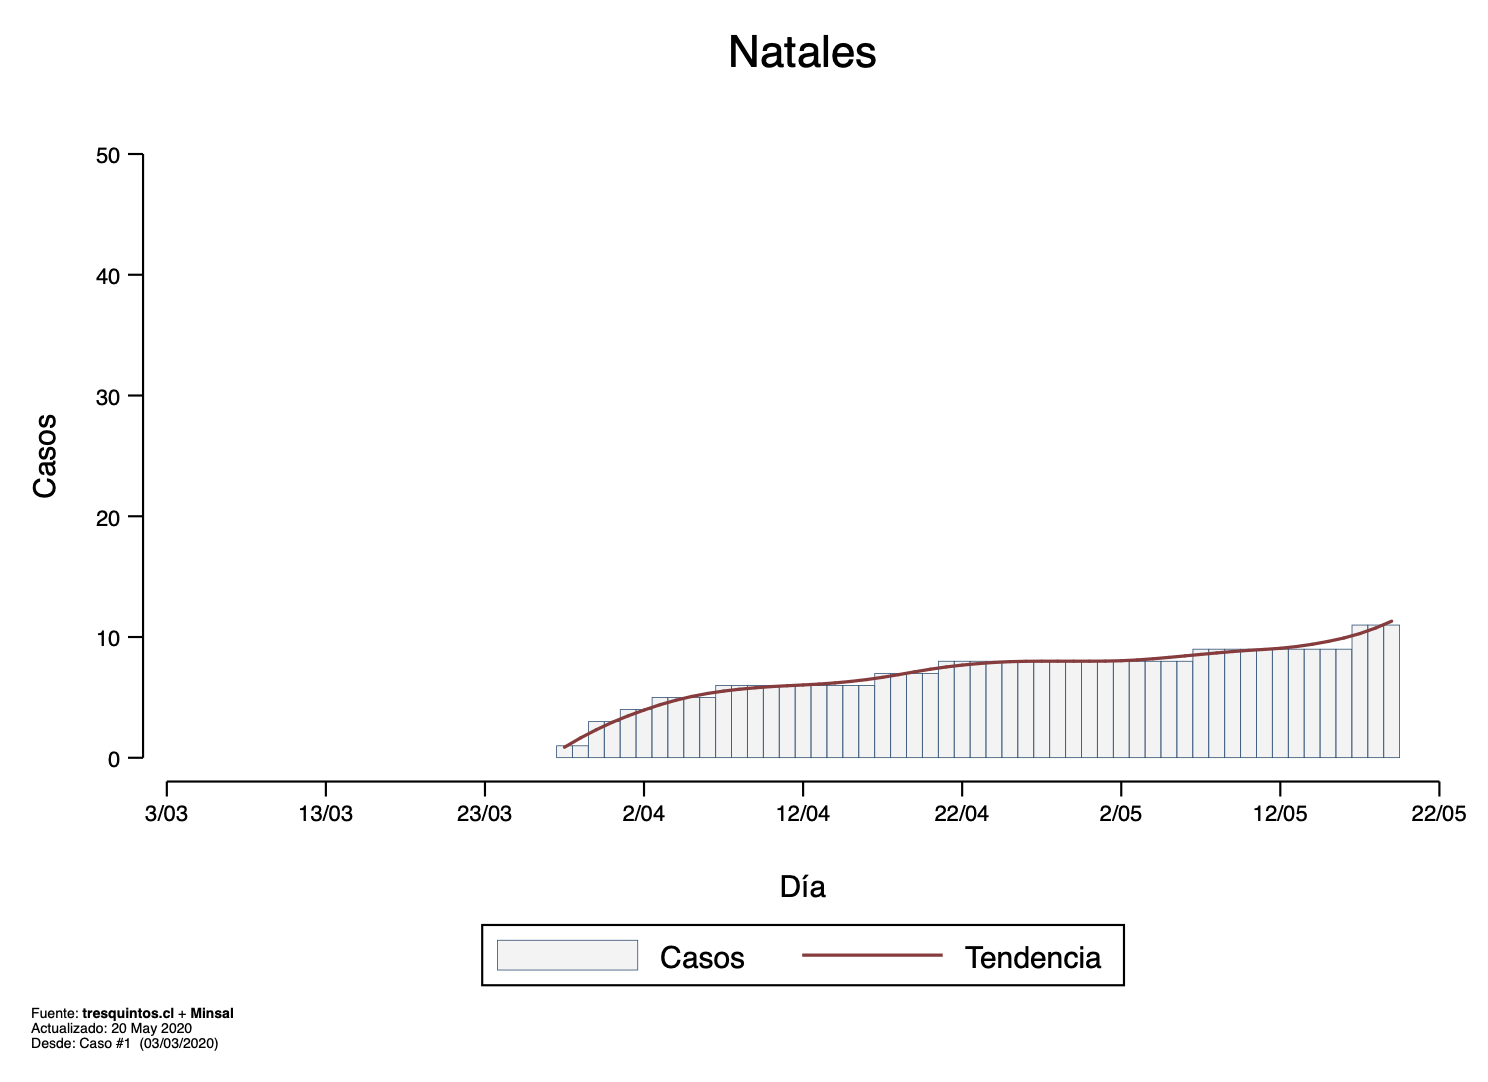 Natales
50
40
30
20
10
0
Casos
3/03 13/03 23/03 2/04 12/04 22/04 2/05 12/05 22/05
Día
Casos Tendencia
Fuente: tresquintos.cl + Minsal
Actualizado: 20 May 2020
Desde: Caso #1 (03/03/2020)